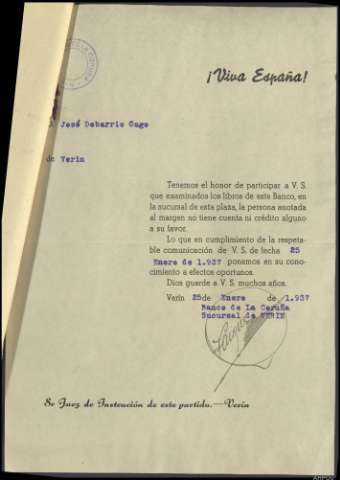 ¡Viva España!
José Debarrio Gago
de Verin
Tenemos el honor de participar a V. S.
que examinados los libros de este Banco, en
la sucursal de esta plaza, la persona anotada
al margen no tiene cuenta ni crédito alguno
a su favor.
Lo que en cumplimiento de la respeta-
ble comunicación de V. S. de fecha 25
Enero de 1.937 ponemos en su cono-
cimiento a efectos oportunos.
Dios guarde a V. S. muchos años.
Verín 25 de Enero de 1.937
Banco de La Coruña
Sucursal de VERIN
Sr Juez de Instrucción de este partido.—Verín